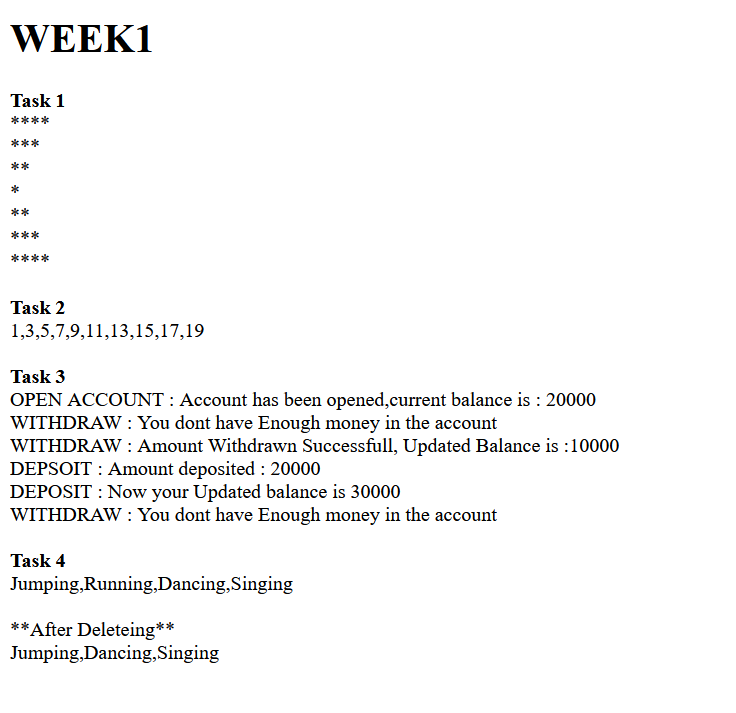 WEEK1
Task 1
****
***
**
*
**
***
****
Task 2
1,3,5,7,9,11,13,15,17,19
Task 3
OPEN ACCOUNT : Account has been opened,current balance is : 20000
WITHDRAW : You dont have Enough money in the account
WITHDRAW : Amount Withdrawn Successfull, Updated Balance is :10000
DEPSOIT : Amount deposited : 20000
DEPOSIT : Now your Updated balance is 30000
WITHDRAW : You dont have Enough money in the account
Task 4
Jumping,Running,Dancing,Singing
**After Deleteing**
Jumping,Dancing,Singing